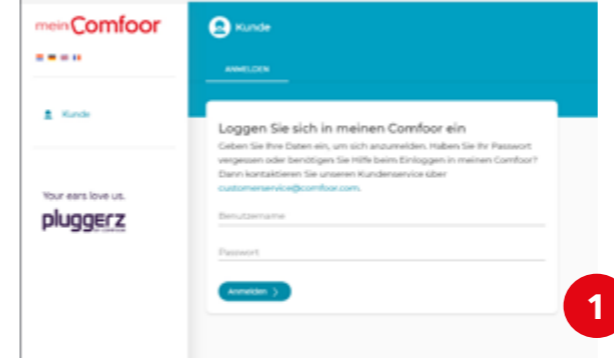 mein Comfoor
Kunde
ANMELDEN
Kunde
Loggen Sie sich in meinen Comfoor ein
Geben Sie Ihre Daten ein, um sich anzumelden. Haben Sie Ihr Passwort
vergessen oder benötigen Sie Hilfe beim Einloggen in meinen Comfoor?
Dann kontaktieren Sie unseren Kundenservice über
customerservice@comfoor.com.
Benutzername
Passwort
Anmelden
Your ears love us.
pluggerz
1